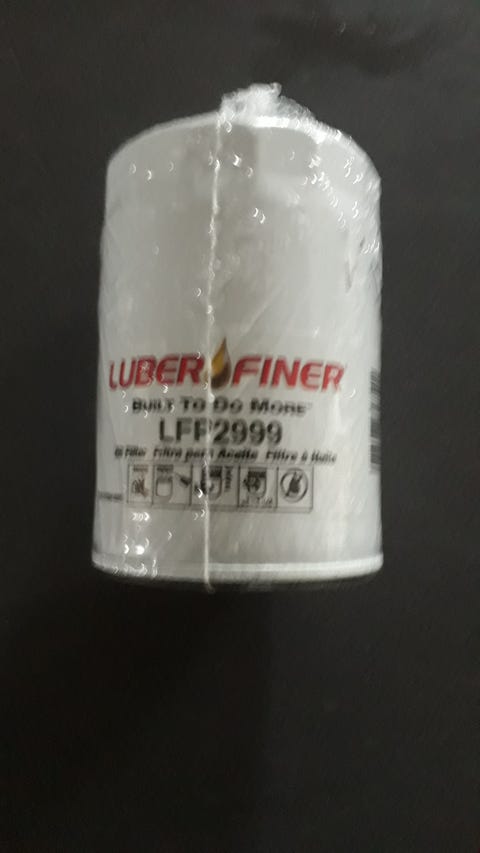 LUBER FINER
BUILT TO DO MORE
LFP2999
Oil Filter Filtro para Aceite Filtre à Huile